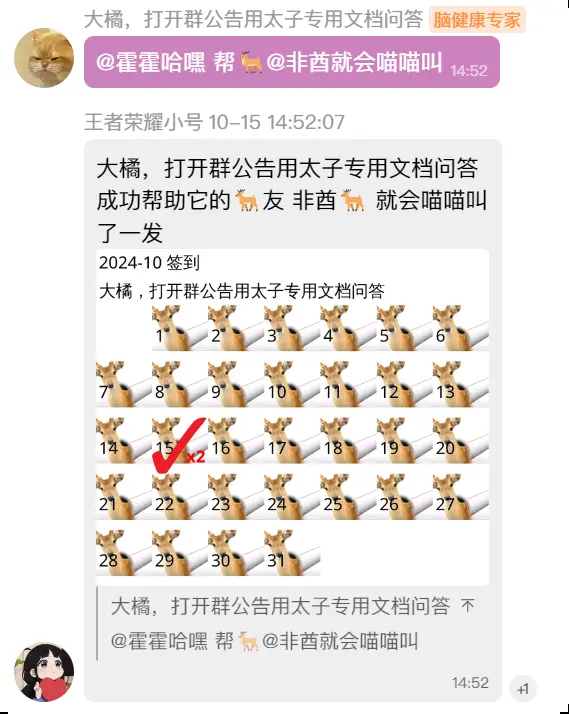 大橘，打开群公告用太子专用文档问答 脑健康专家
@霍霍哈嘿 帮🦌@非酋就会喵喵叫 14:52
王者荣耀小号 10-15 14:52:07
大橘，打开群公告用太子专用文档问答
成功帮助它的🦌友 非酋🦌 就会喵喵叫
了一发
2024-10 签到
大橘，打开群公告用太子专用文档问答
1 2 3 4 5 6
7 8 9 10 11 12 13
14 15 x2 16 17 18 19 20
21 22 23 24 25 26 27
28 29 30 31
大橘，打开群公告用太子专用文档问答
@霍霍哈嘿 帮🦌@非酋就会喵喵叫
14:52
+1